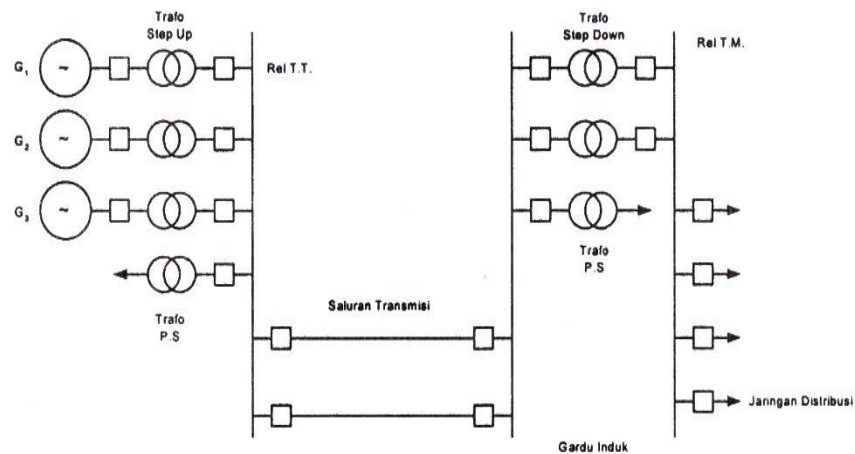 Trafo
Step Up
G1
Rel T.T.
G2
G3
Trafo
P.S
Saluran Transmisi
Trafo
Step Down
Rel T.M.
Trafo
P.S
Jaringan Distribusi
Gardu Induk
~
~
~